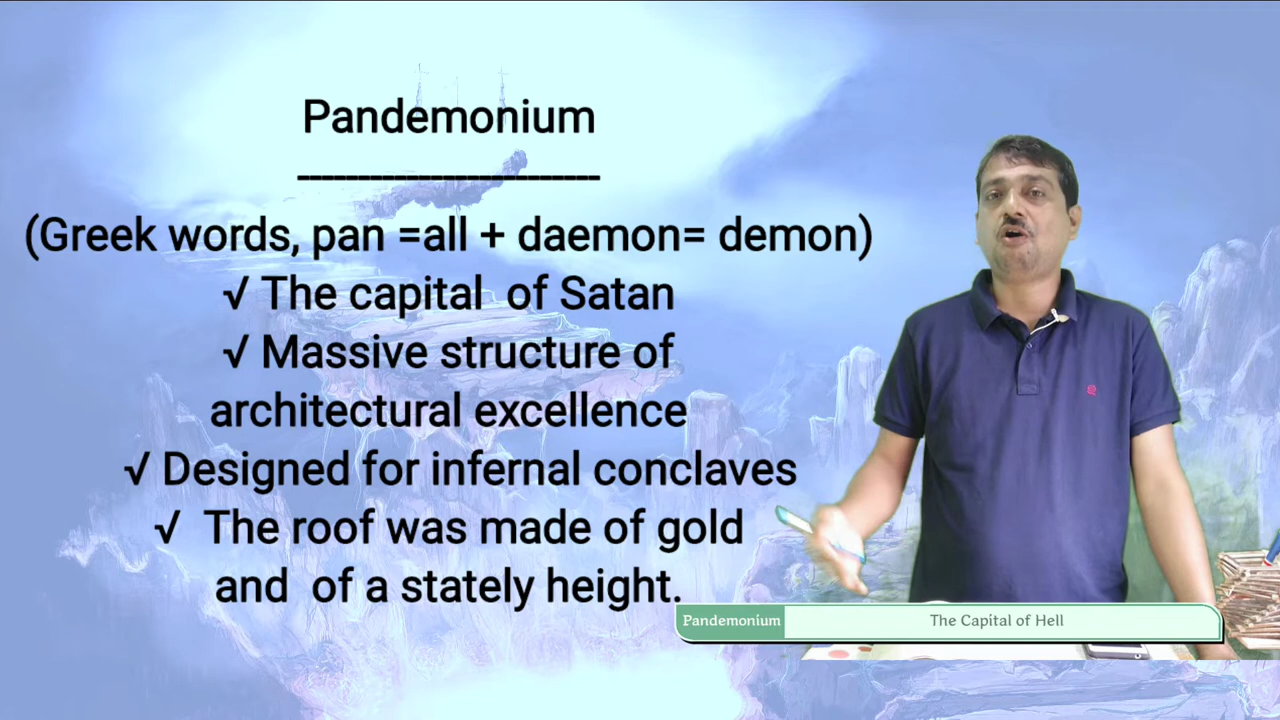 Pandemonium
-------------------------
(Greek words, pan =all + daemon= demon)
√ The capital  of Satan
√ Massive structure of
architectural excellence
√ Designed for infernal conclaves
√  The roof was made of gold
and  of a stately height.
Pandemonium The Capital of Hell